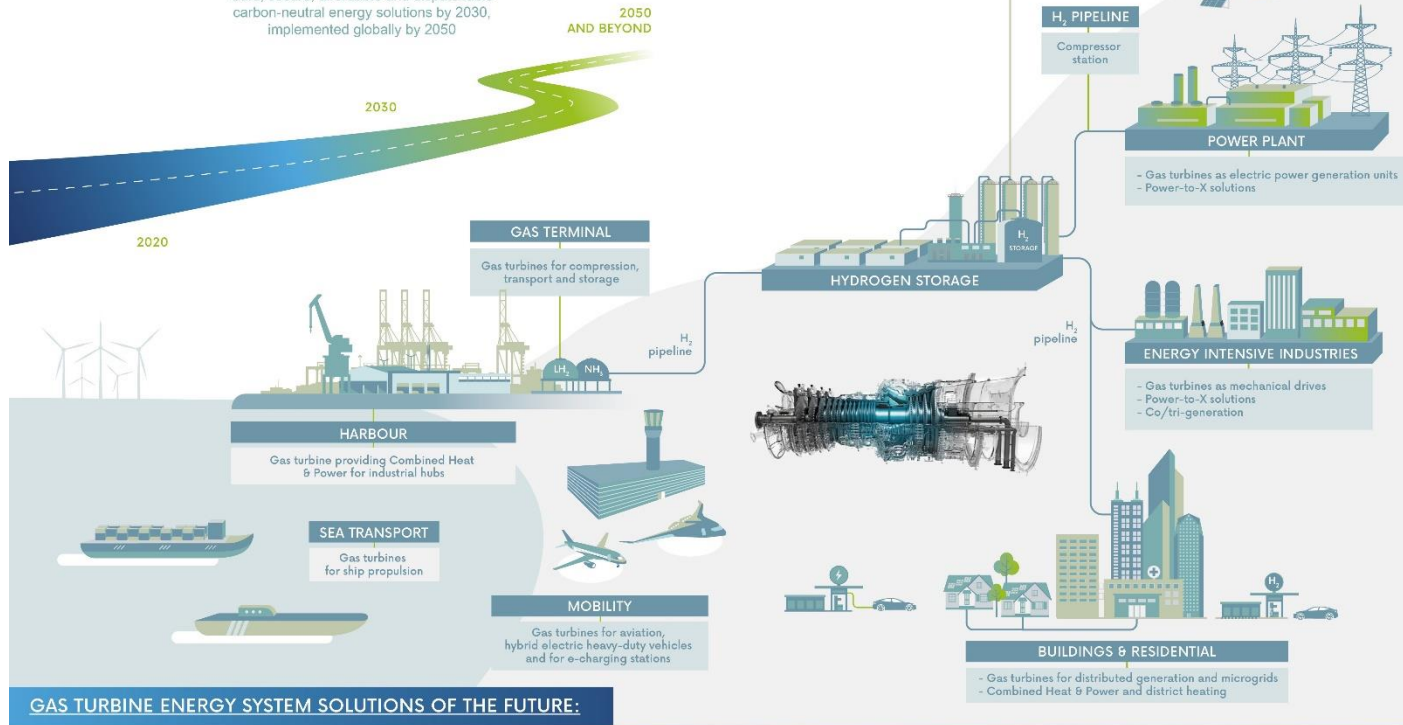 carbon-neutral energy solutions by 2030,
implemented globally by 2050
2050
AND BEYOND
2030
2020
H₂ PIPELINE
Compressor
station
POWER PLANT
- Gas turbines as electric power generation units
- Power-to-X solutions
GAS TERMINAL
Gas turbines for compression,
transport and storage
H₂
STORAGE
HYDROGEN STORAGE
H₂
pipeline
H₂
pipeline
LH₂
NH₃
ENERGY INTENSIVE INDUSTRIES
- Gas turbines as mechanical drives
- Power-to-X solutions
- Co/tri-generation
HARBOUR
Gas turbine providing Combined Heat
& Power for industrial hubs
SEA TRANSPORT
Gas turbines
for ship propulsion
MOBILITY
Gas turbines for aviation,
hybrid electric heavy-duty vehicles
and for e-charging stations
H₂
BUILDINGS & RESIDENTIAL
- Gas turbines for distributed generation and microgrids
- Combined Heat & Power and district heating
GAS TURBINE ENERGY SYSTEM SOLUTIONS OF THE FUTURE: